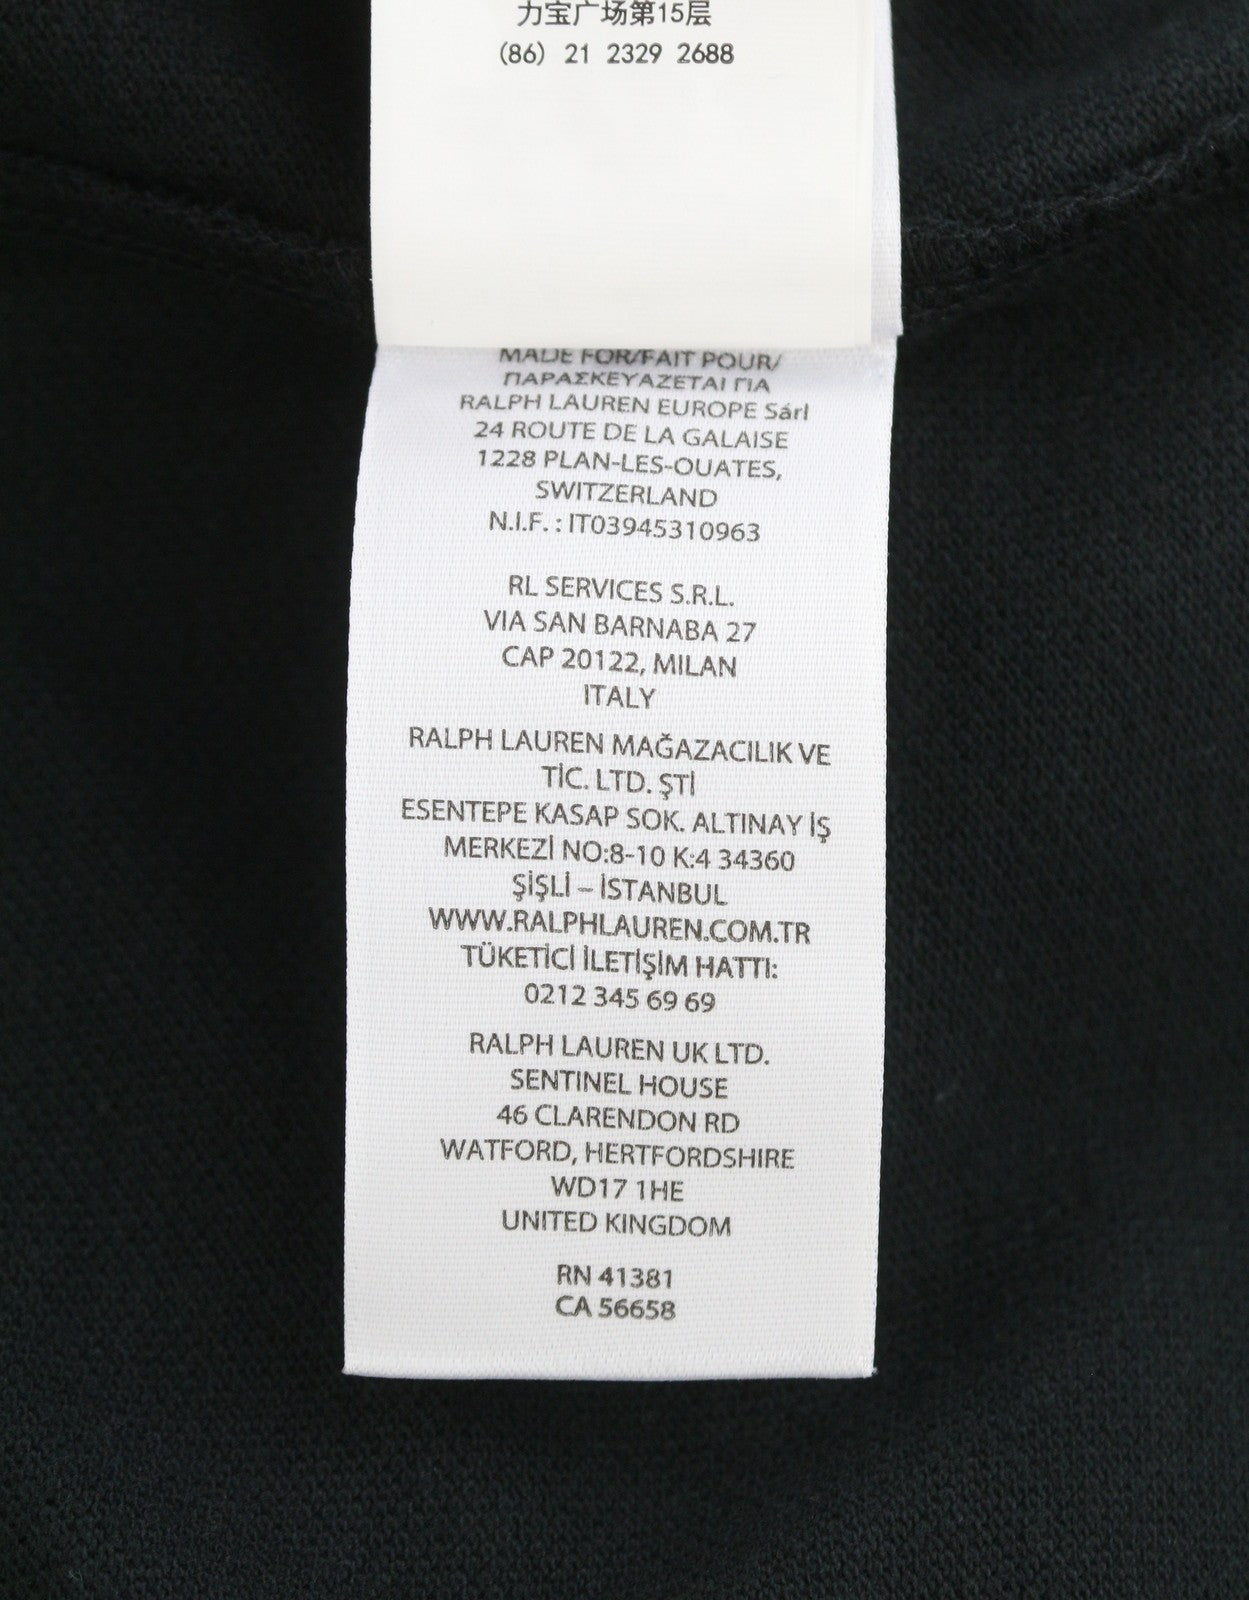 力宝广场第15层
(86) 21 2329 2688
MADE FOR/FAIT POUR/
ΠΑΡΑΣΚΕΥΑΖΕΤΑΙ ΓΙΑ
RALPH LAUREN EUROPE Sárl
24 ROUTE DE LA GALAISE
1228 PLAN-LES-OUATES,
SWITZERLAND
N.I.F. : IT03945310963
RL SERVICES S.R.L.
VIA SAN BARNABA 27
CAP 20122, MILAN
ITALY
RALPH LAUREN MAĞAZACILIK VE
TİC. LTD. ŞTİ
ESENTEPE KASAP SOK. ALTINAY İŞ
MERKEZİ NO:8-10 K:4 34360
ŞİŞLİ – İSTANBUL
WWW.RALPHLAUREN.COM.TR
TÜKETİCİ İLETİŞİM HATTI:
0212 345 69 69
RALPH LAUREN UK LTD.
SENTINEL HOUSE
46 CLARENDON RD
WATFORD, HERTFORDSHIRE
WD17 1HE
UNITED KINGDOM
RN 41381
CA 56658